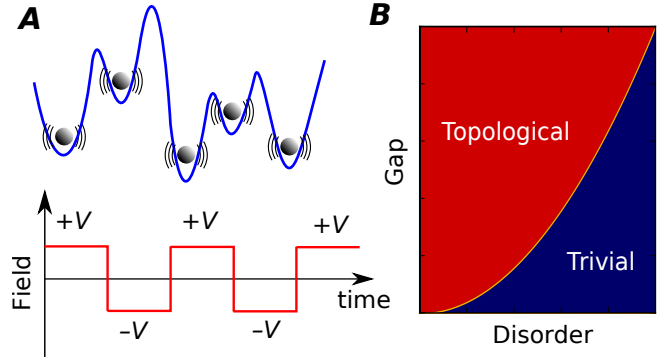 A
+V
+V
+V
Field
time
–V
–V
B
Topological
Gap
Trivial
Disorder